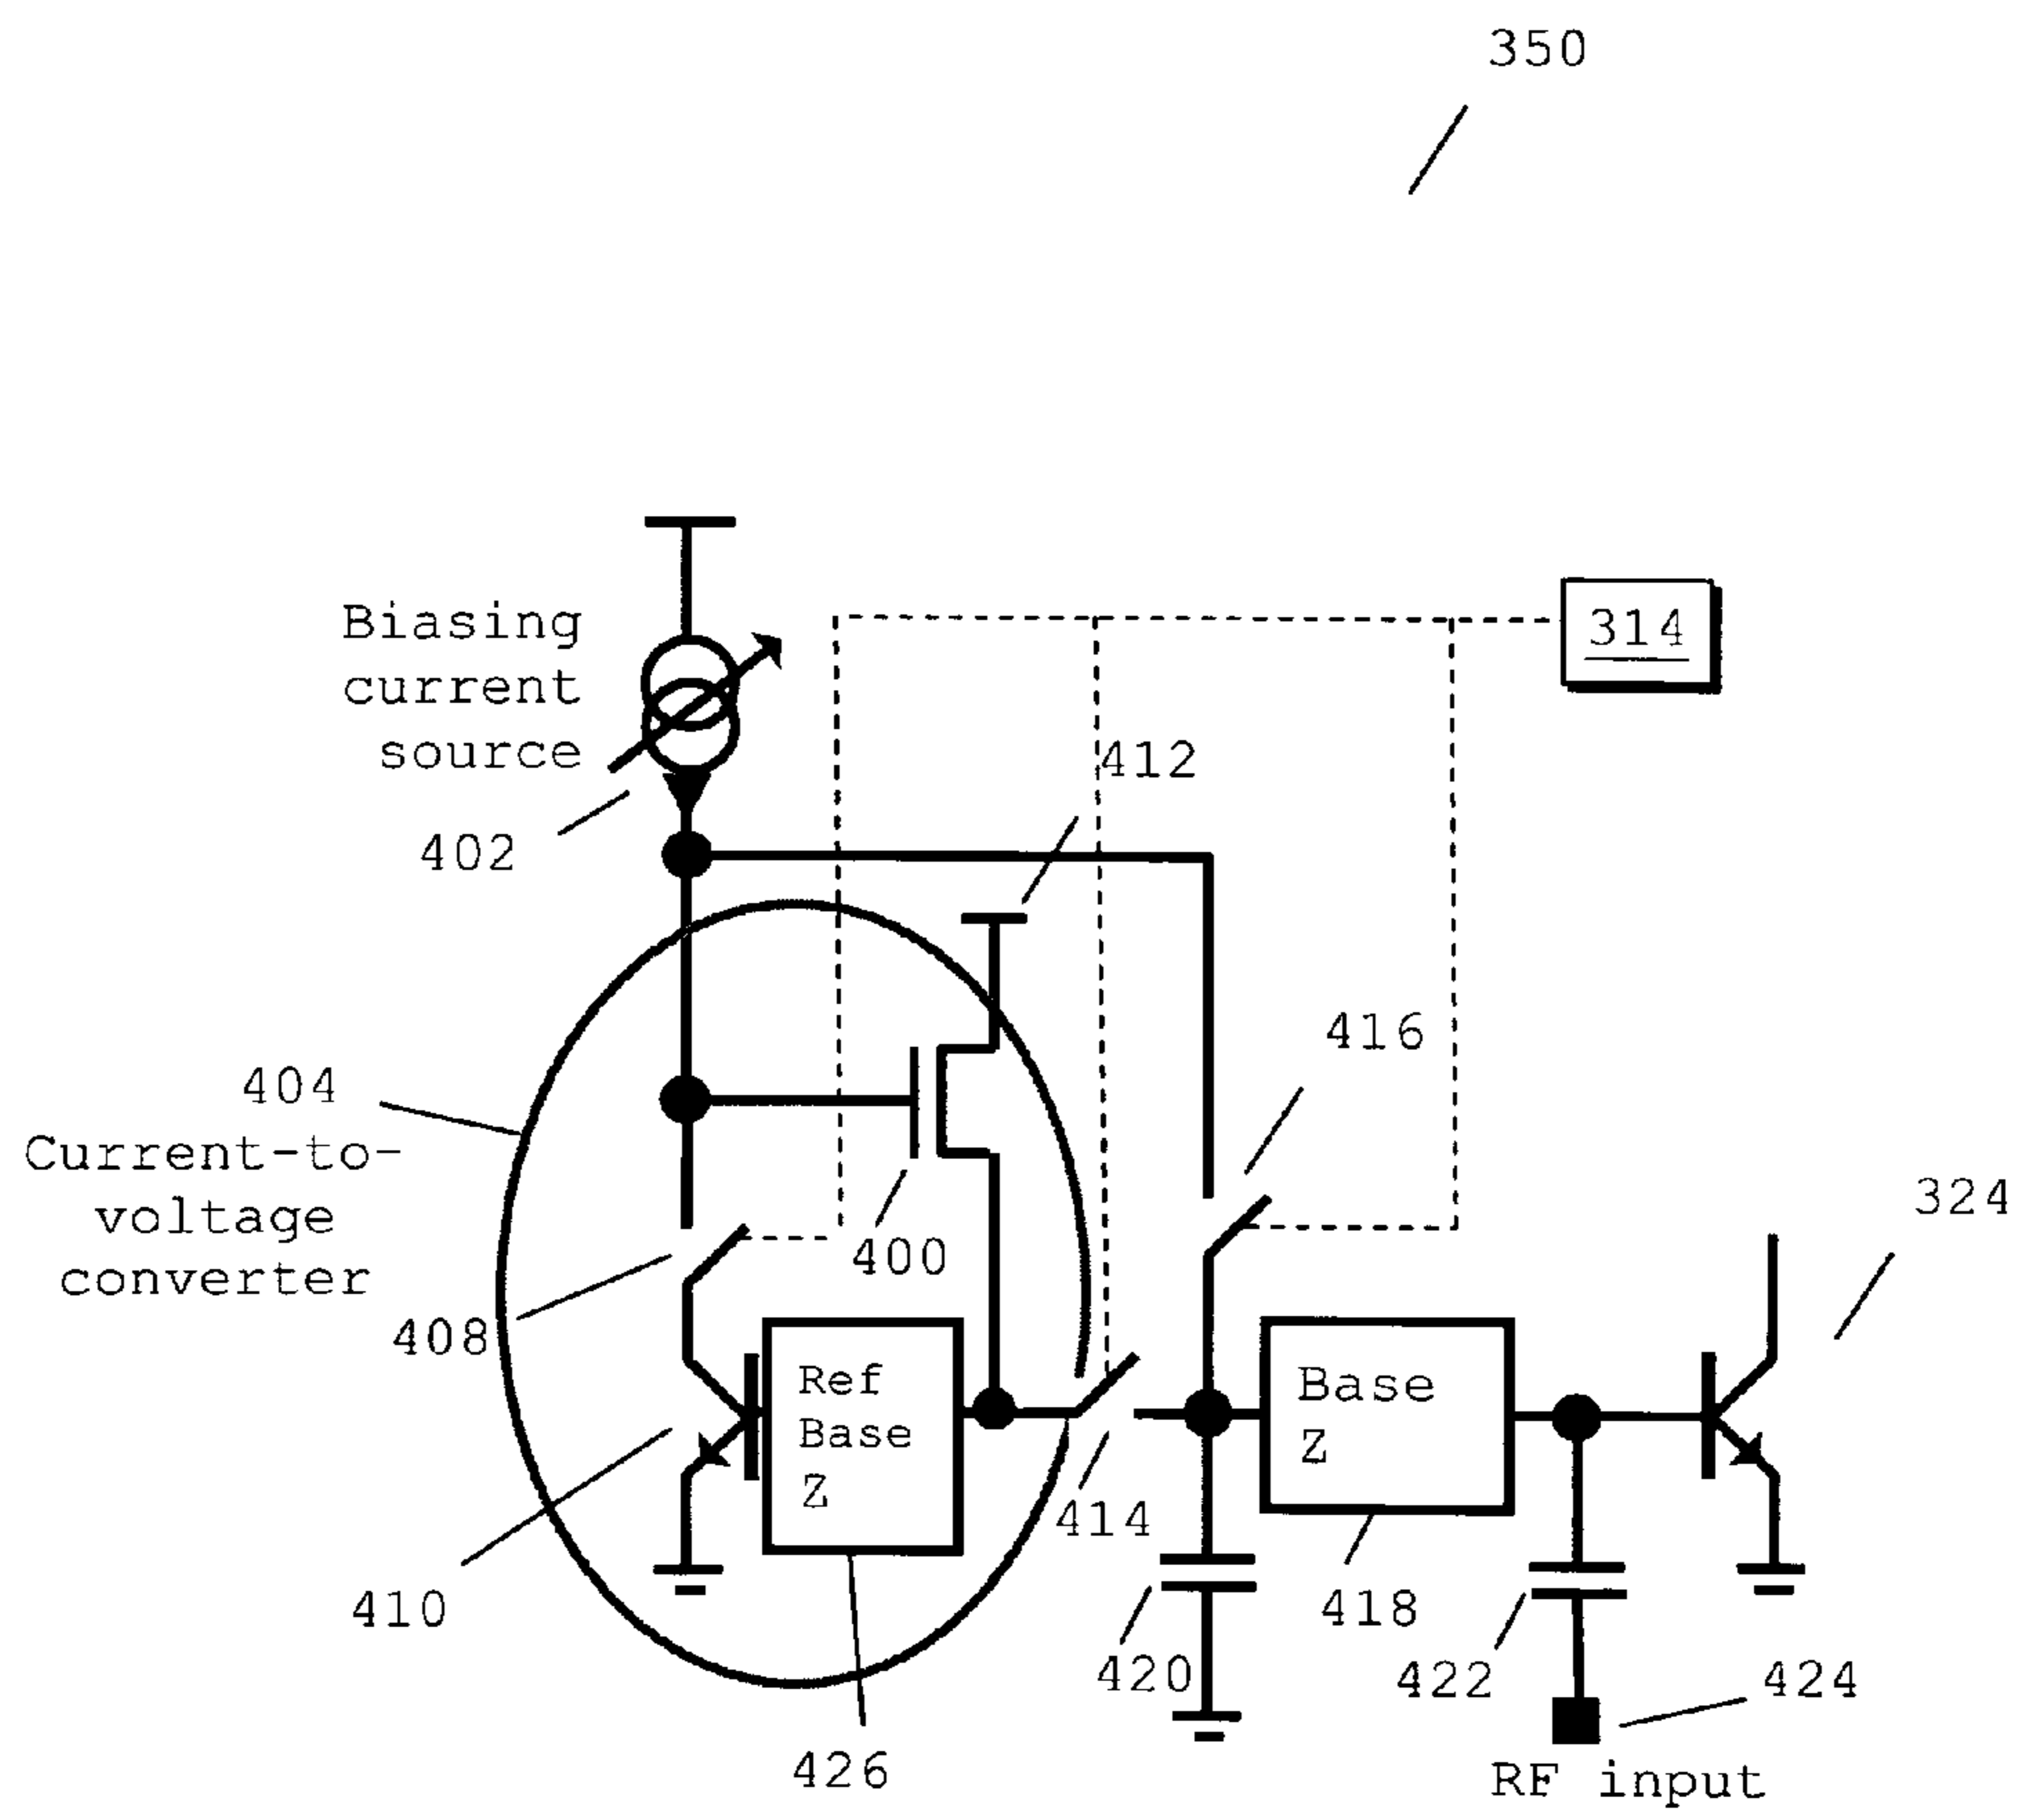 350
Biasing
current
source
314
412
402
416
404
Current-to-
voltage
converter
324
400
408
Ref
Base
Z
Base
Z
414
410
420
418
422
424
426
RF input